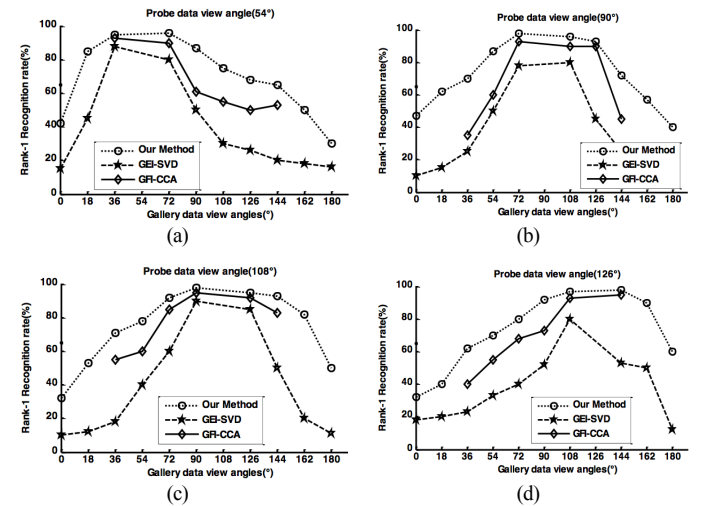 Probe data view angle(54°)
Rank-1 Recognition rate(%)
100
80
60
40
20
0
Our Method
GEI-SVD
GFI-CCA
0 18 36 54 72 90 108 126 144 162 180
Gallery data view angles(°)
(a)
Probe data view angle(90°)
Rank-1 Recognition rate(%)
100
80
60
40
20
0
Our Method
GEI-SVD
GFI-CCA
0 18 36 54 72 90 108 126 144 162 180
Gallery data view angles(°)
(b)
Probe data view angle(108°)
Rank-1 Recognition rate(%)
100
80
60
40
20
0
Our Method
GEI-SVD
GFI-CCA
0 18 36 54 72 90 108 126 144 162 180
Gallery data view angles(°)
(c)
Probe data view angle(126°)
Rank-1 Recognition rate(%)
100
80
60
40
20
0
Our Method
GEI-SVD
GFI-CCA
0 18 36 54 72 90 108 126 144 162 180
Gallery data view angles(°)
(d)